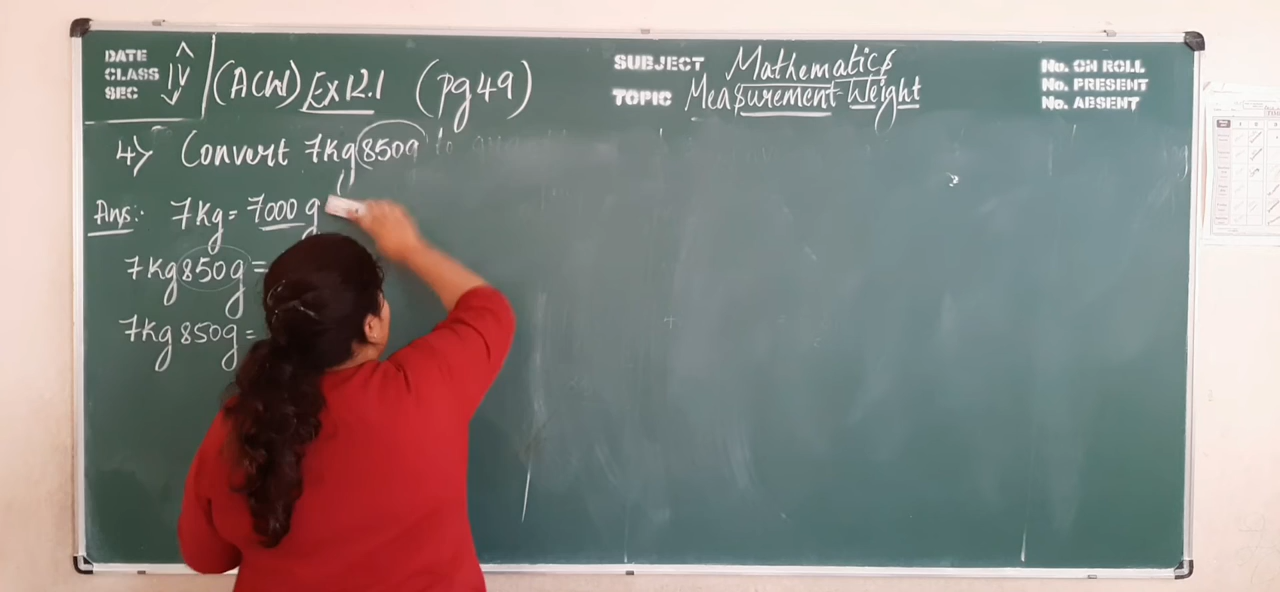 DATE
CLASS IV
SEC
(ACW) Ex 12.1 (pg 49)
SUBJECT Mathematics
TOPIC Measurement Weight
No. ON ROLL
No. PRESENT
No. ABSENT
4) Convert 7Kg 850g to
Ans:- 7Kg = 7000 g
7Kg 850g =
7Kg 850g =